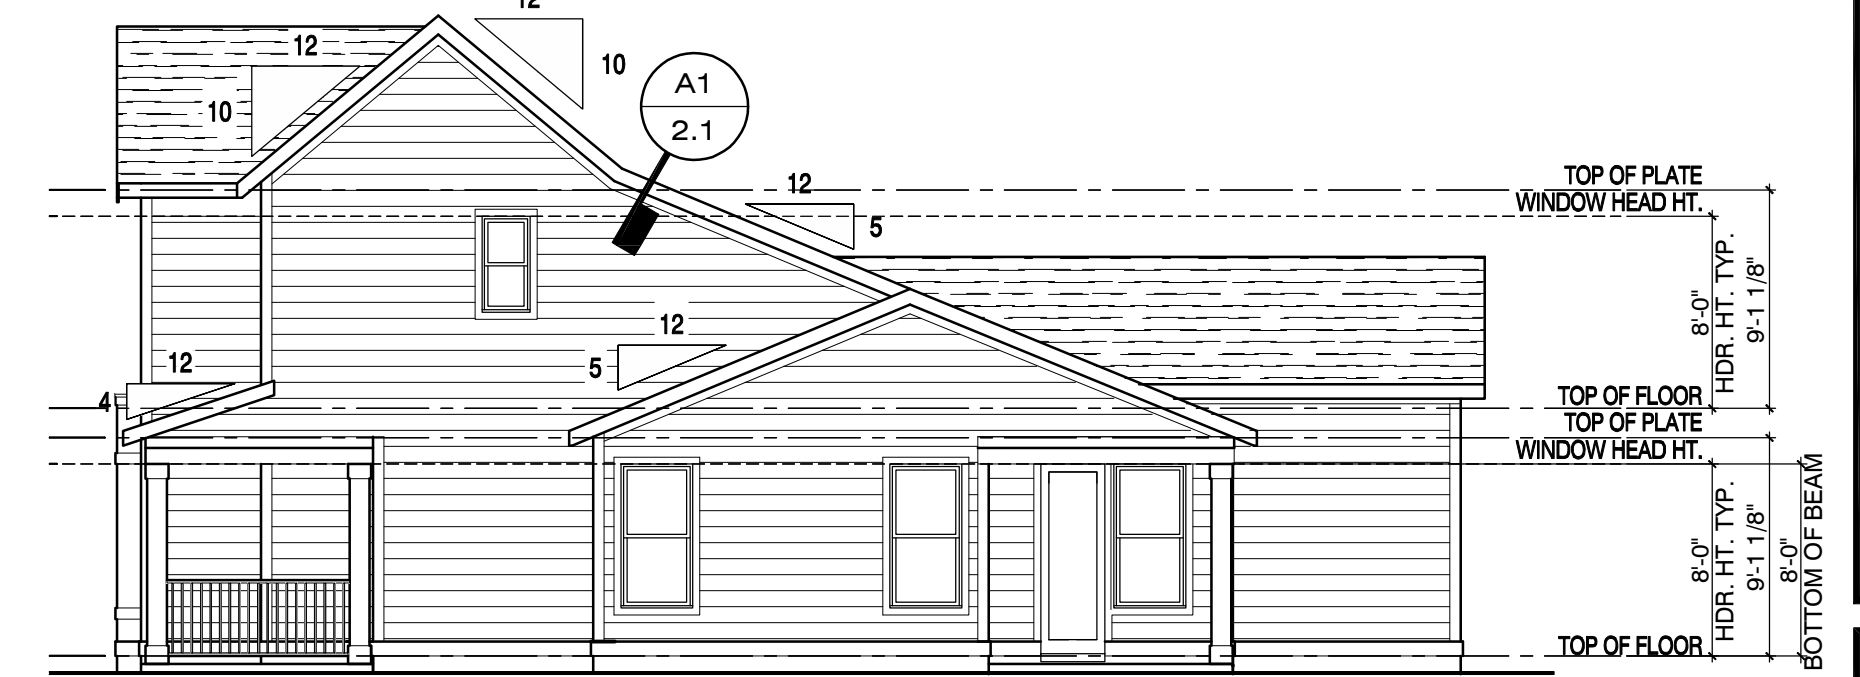 12
12
10
A1
10
2.1
TOP OF PLATE
12
WINDOW HEAD HT.
5
8'-0"
HDR. HT. TYP.
9'-1 1/8"
12
12
5
4
TOP OF FLOOR
TOP OF PLATE
WINDOW HEAD HT.
8'-0"
HDR. HT. TYP.
9'-1 1/8"
8'-0"
BOTTOM OF BEAM
TOP OF FLOOR